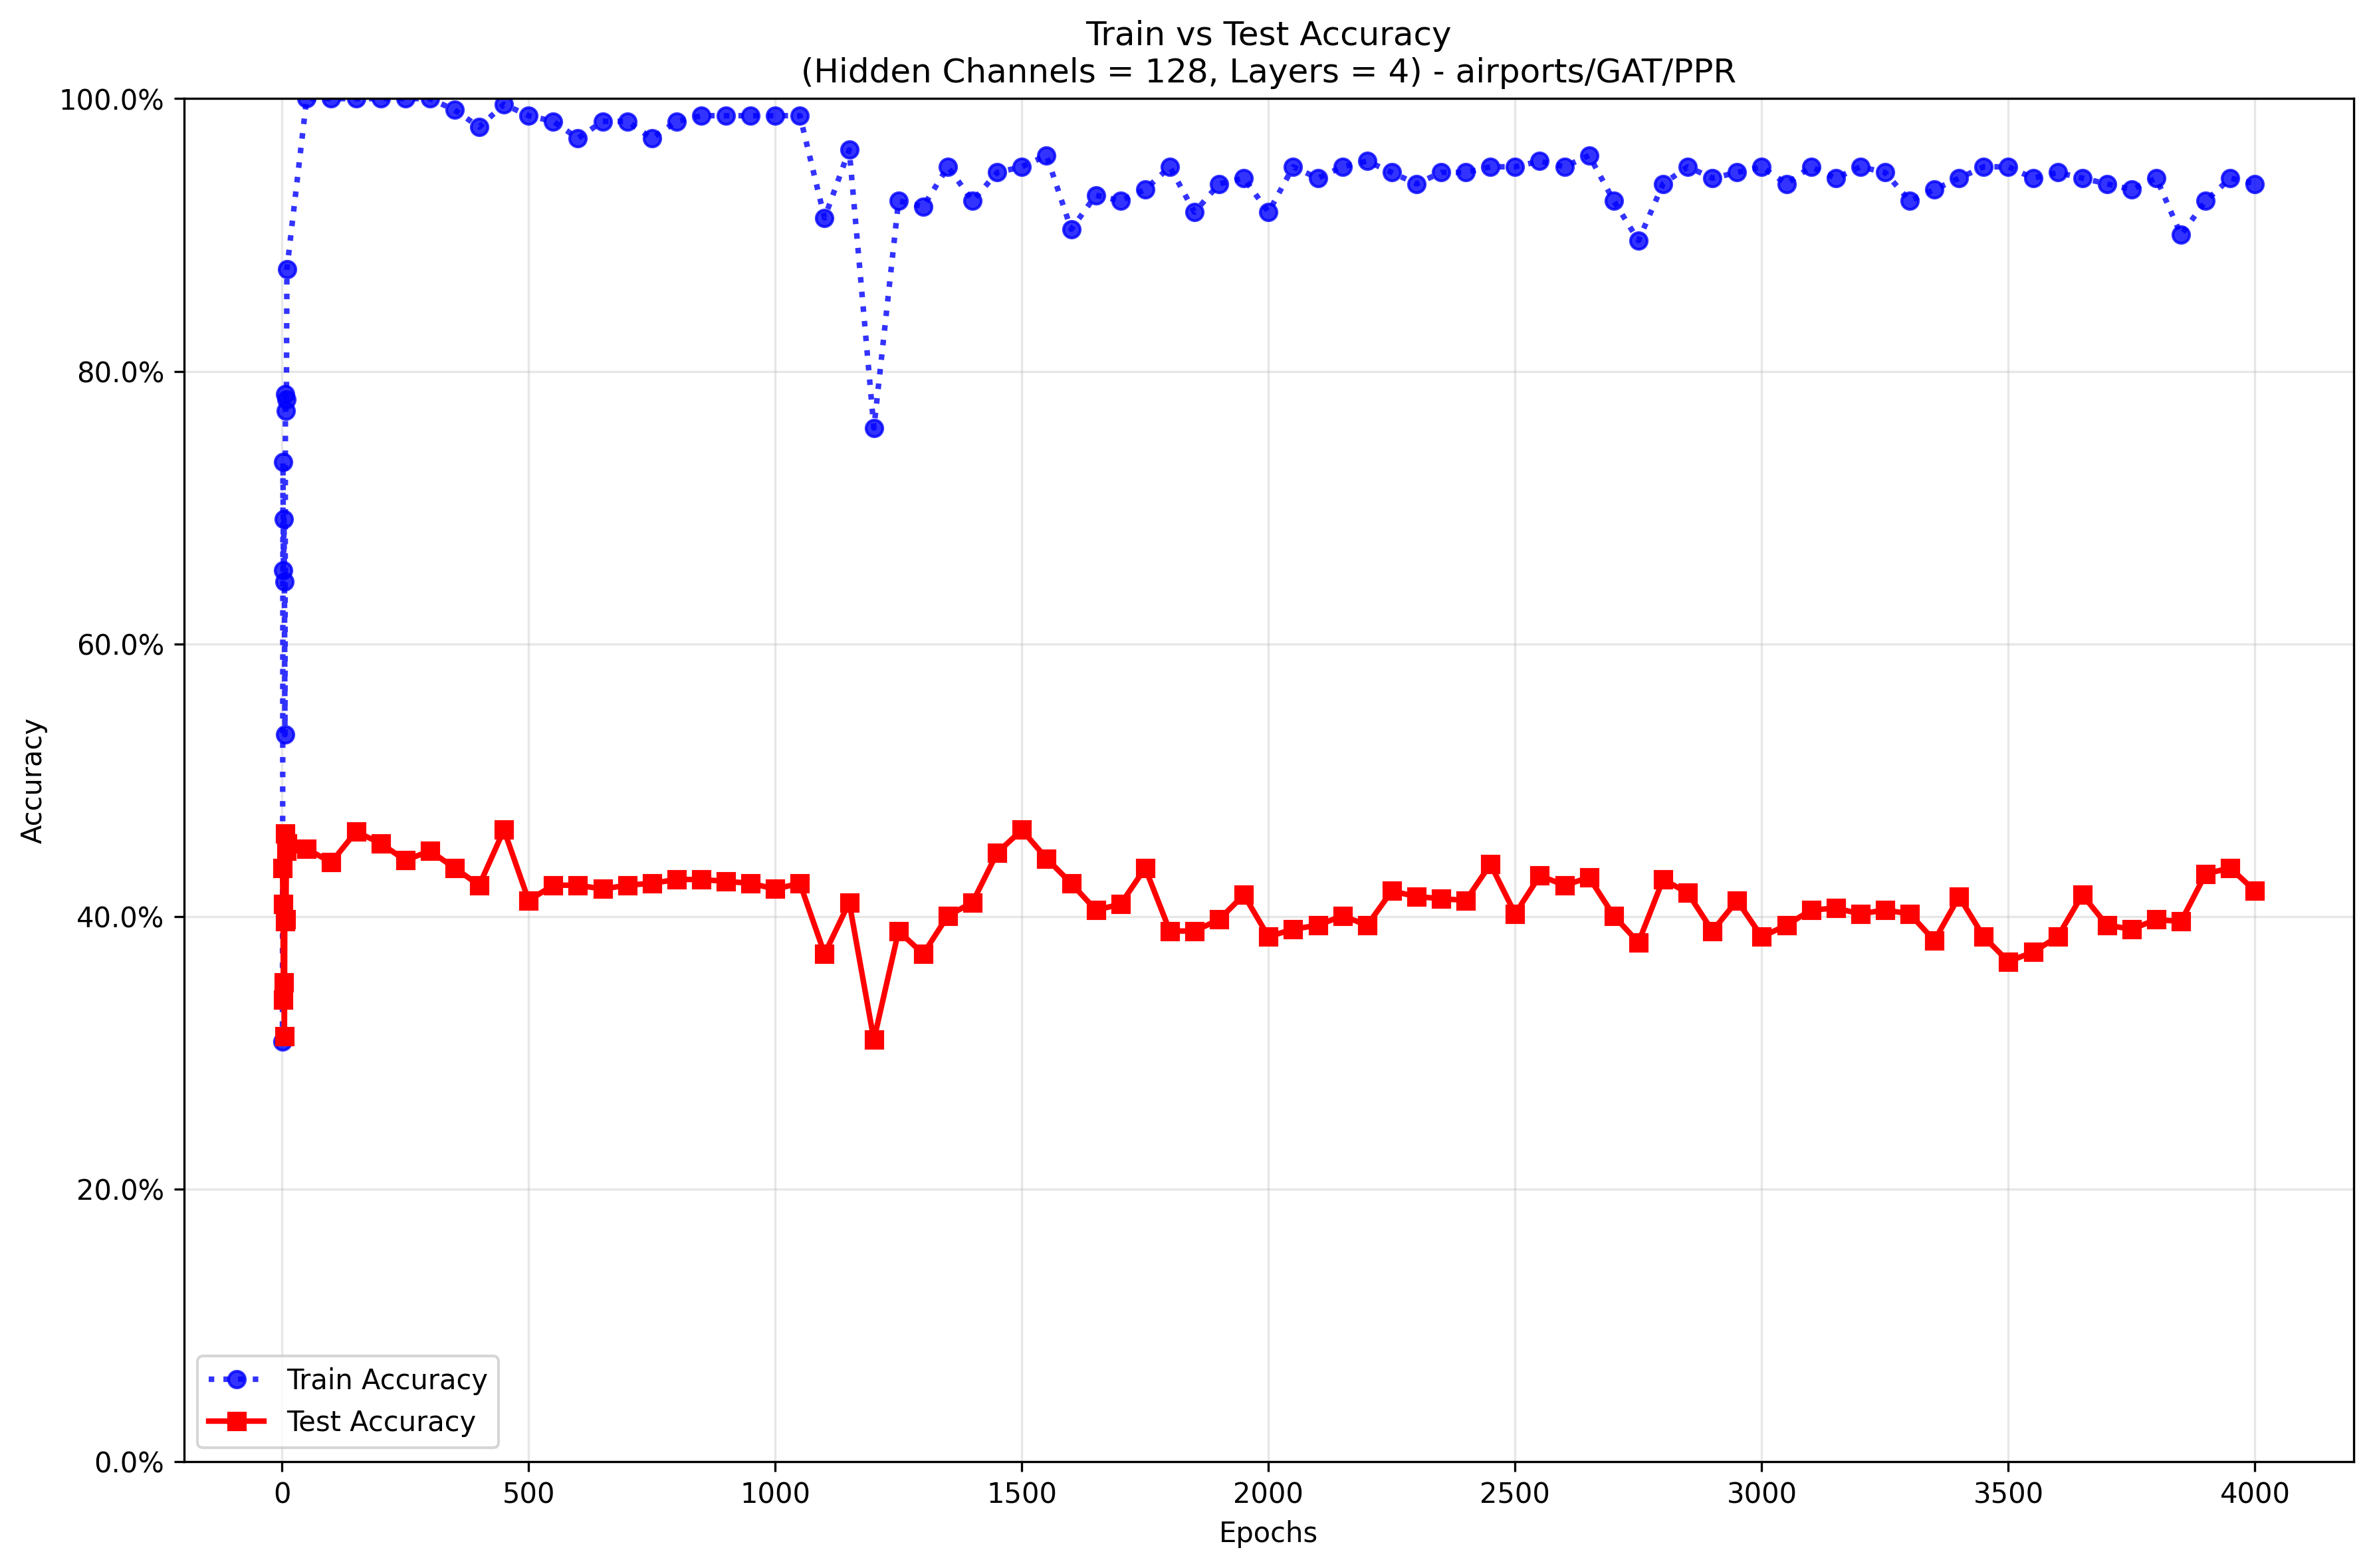 Train vs Test Accuracy
(Hidden Channels = 128, Layers = 4) - airports/GAT/PPR
100.0%
80.0%
60.0%
40.0%
20.0%
0.0%
Accuracy
Train Accuracy
Test Accuracy
0 500 1000 1500 2000 2500 3000 3500 4000
Epochs